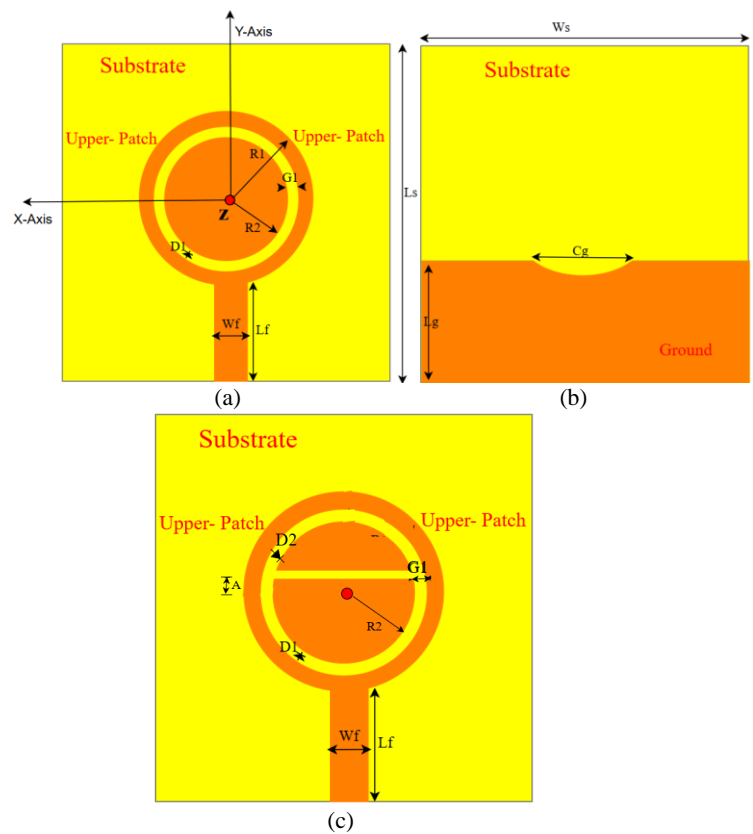 Y-Axis
Substrate
Upper- Patch
Upper- Patch
R1
G1
X-Axis
Z
R2
D1
Wf
Lf
(a)
Ws
Substrate
Ls
Cg
Lg
Ground
(b)
Substrate
Upper- Patch
Upper- Patch
D2
G1
A
R2
D1
Wf
Lf
(c)